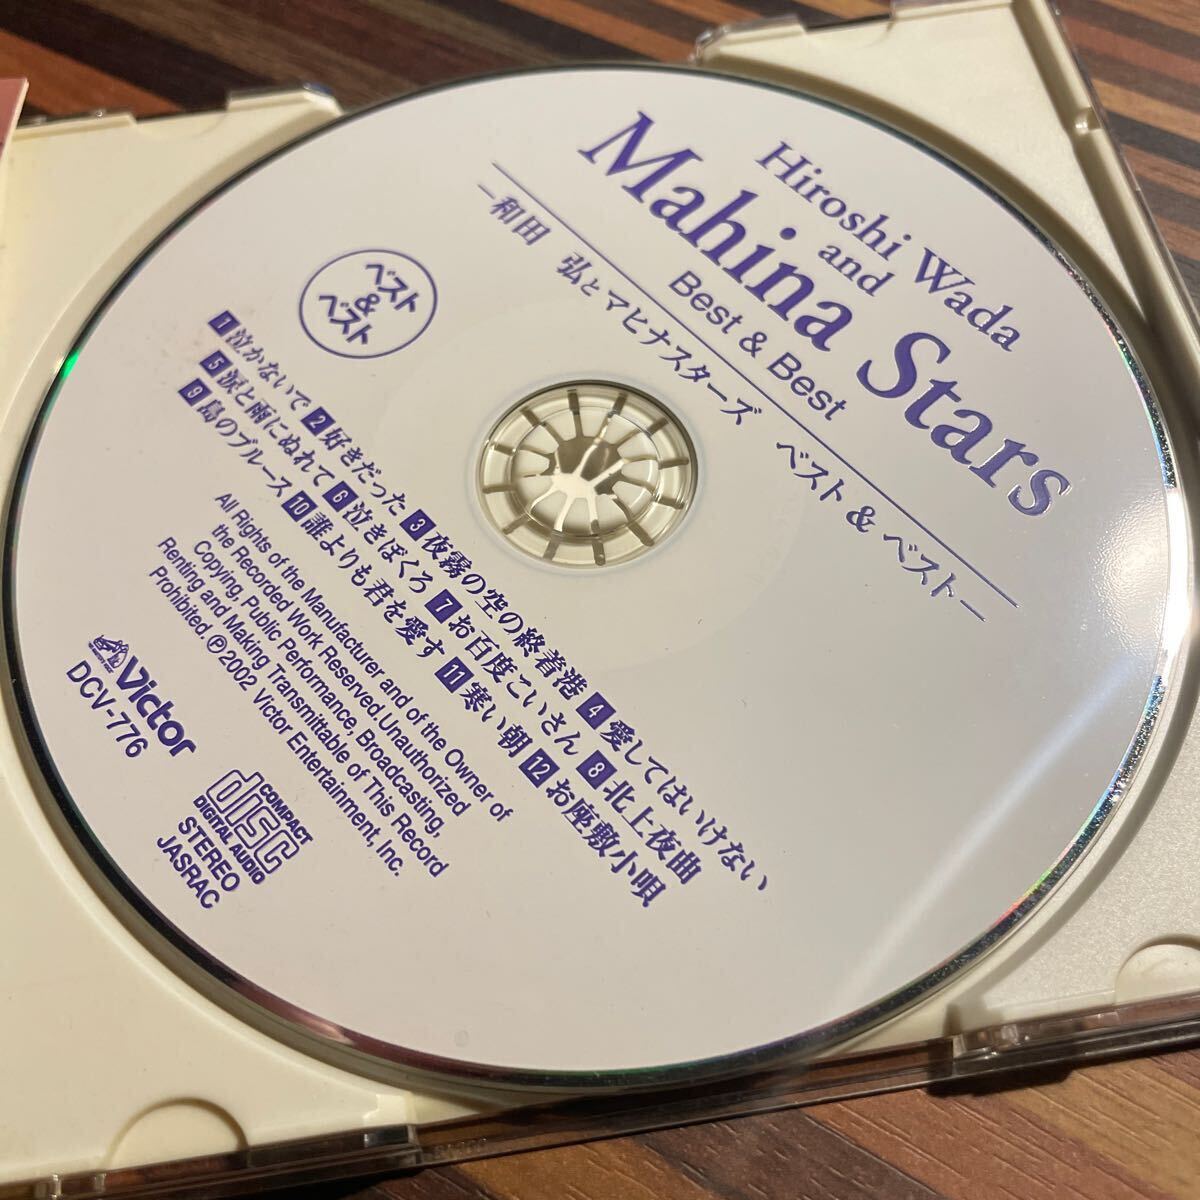 Hiroshi Wada
and
Mahina Stars
Best & Best
―和田 弘とマヒナスターズ ベスト & ベスト―
ベスト
&
ベスト
1 泣かないで 2 好きだった 3 夜霧の空の終着港 4 愛してはいけない
5 涙と雨にぬれて 6 泣きぼくろ 7 お百度こいさん 8 北上夜曲
9 島のブルース 10 誰よりも君を愛す 11 寒い朝 12 お座敷小唄
All Rights of the Manufacturer and of the Owner of
the Recorded Work Reserved.Unauthorized
Copying, Public Performance, Broadcasting,
Renting and Making Transmittable of This Record
Prohibited. ℗2002 Victor Entertainment, Inc.
Victor
DCV-776
COMPACT
disc
DIGITAL AUDIO
STEREO
JASRAC